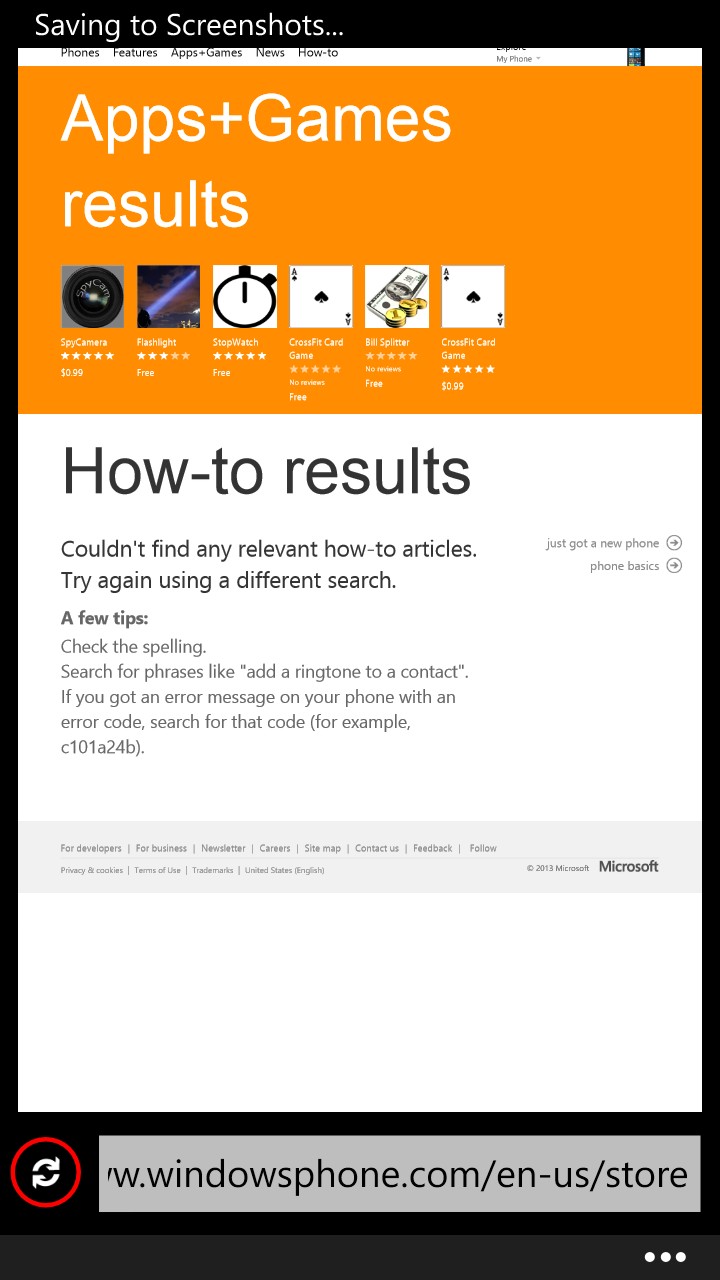 Saving to Screenshots...
Phones Features Apps+Games News How-to
Explore
My Phone
Apps+Games
results
SpyCam
A
A
A
A
SpyCamera Flashlight StopWatch CrossFit Card Game Bill Splitter CrossFit Card Game
No reviews No reviews
$0.99 Free Free Free Free $0.99
How-to results
Couldn't find any relevant how-to articles.
Try again using a different search.
just got a new phone
phone basics
A few tips:
Check the spelling.
Search for phrases like "add a ringtone to a contact".
If you got an error message on your phone with an
error code, search for that code (for example,
c101a24b).
For developers | For business | Newsletter | Careers | Site map | Contact us | Feedback | Follow
Privacy & cookies | Terms of Use | Trademarks | United States (English)
© 2013 Microsoft Microsoft
w.windowsphone.com/en-us/store